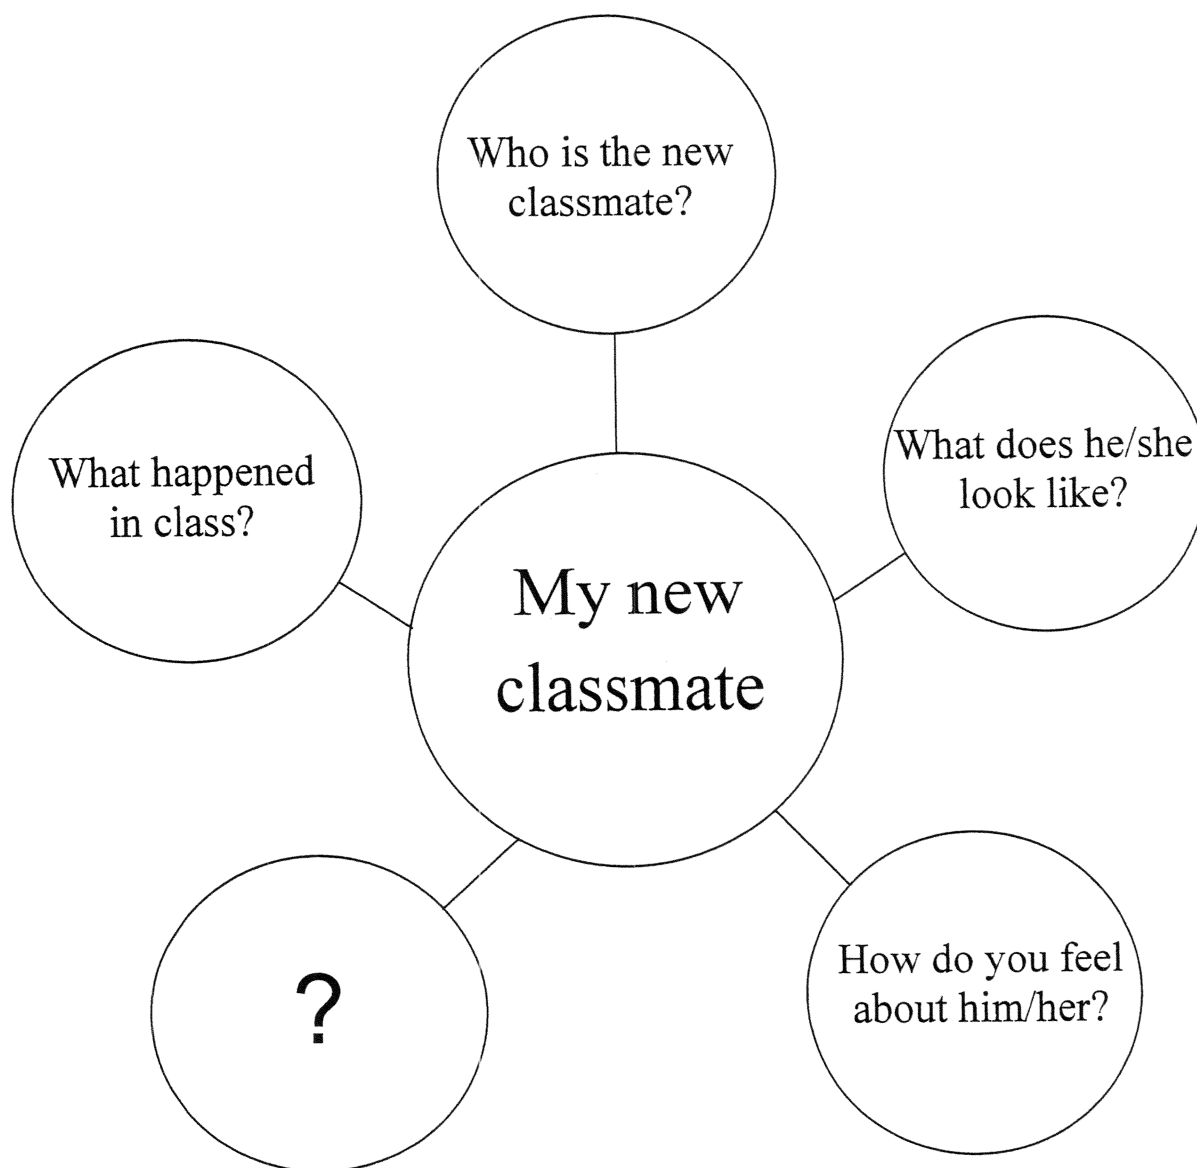 Who is the new
classmate?
What does he/she
look like?
What happened
in class?
My new
classmate
How do you feel
about him/her?
?